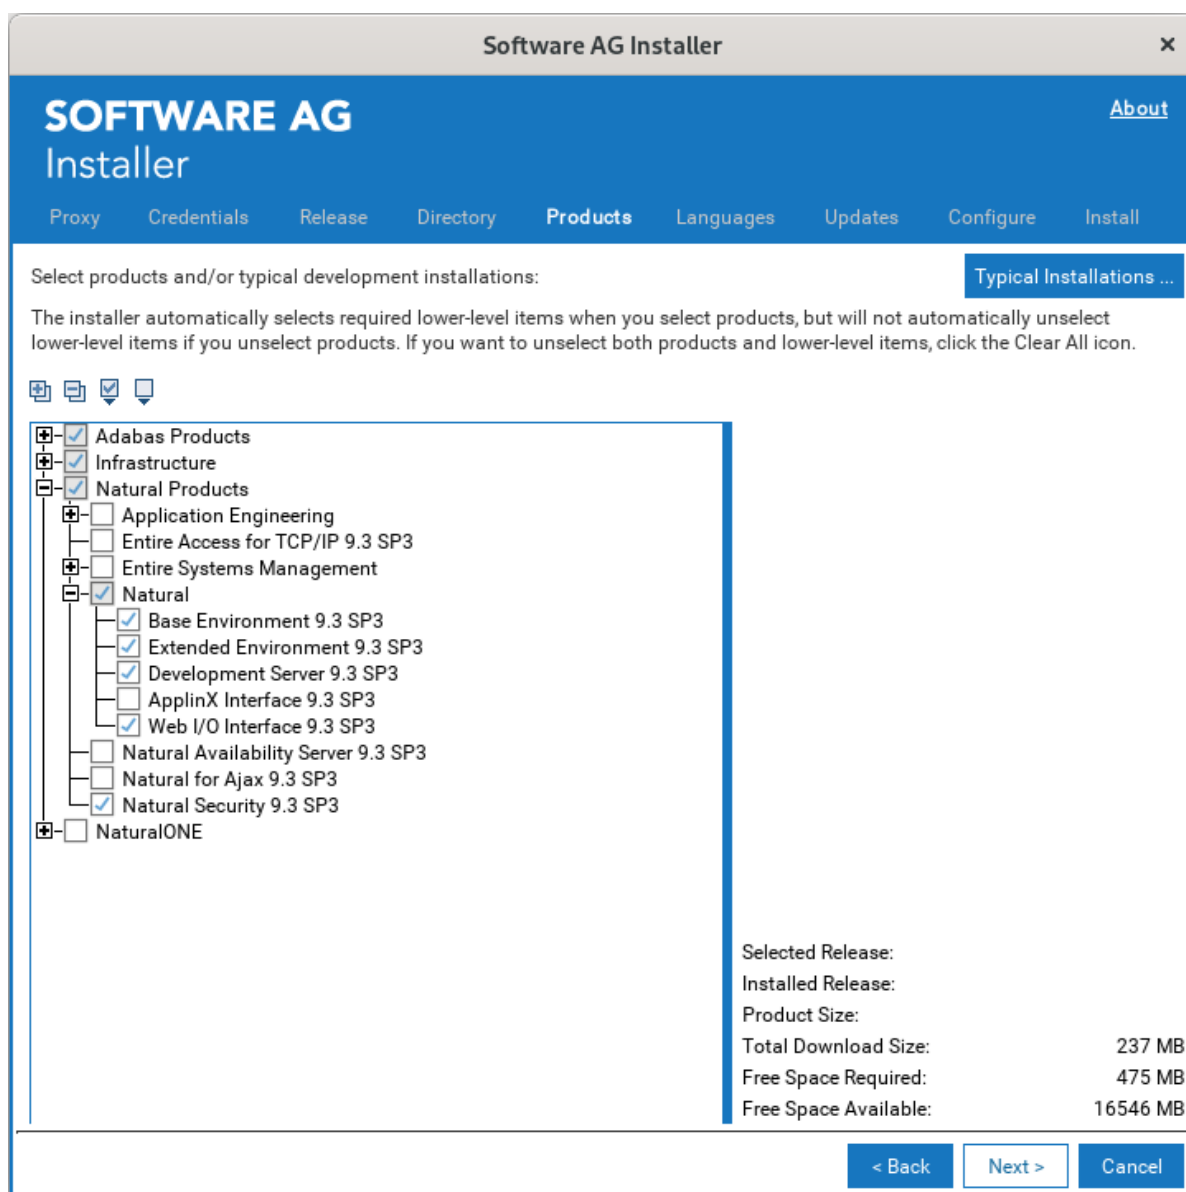 Software AG Installer
SOFTWARE AG
About
Installer
Proxy Credentials Release Directory Products Languages Updates Configure Install
Select products and/or typical development installations:
Typical Installations ...
The installer automatically selects required lower-level items when you select products, but will not automatically unselect
lower-level items if you unselect products. If you want to unselect both products and lower-level items, click the Clear All icon.
Adabas Products
Infrastructure
Natural Products
Application Engineering
Entire Access for TCP/IP 9.3 SP3
Entire Systems Management
Natural
Base Environment 9.3 SP3
Extended Environment 9.3 SP3
Development Server 9.3 SP3
ApplinX Interface 9.3 SP3
Web I/O Interface 9.3 SP3
Natural Availability Server 9.3 SP3
Natural for Ajax 9.3 SP3
Natural Security 9.3 SP3
NaturalONE
Selected Release:
Installed Release:
Product Size:
Total Download Size: 237 MB
Free Space Required: 475 MB
Free Space Available: 16546 MB
< Back Next > Cancel